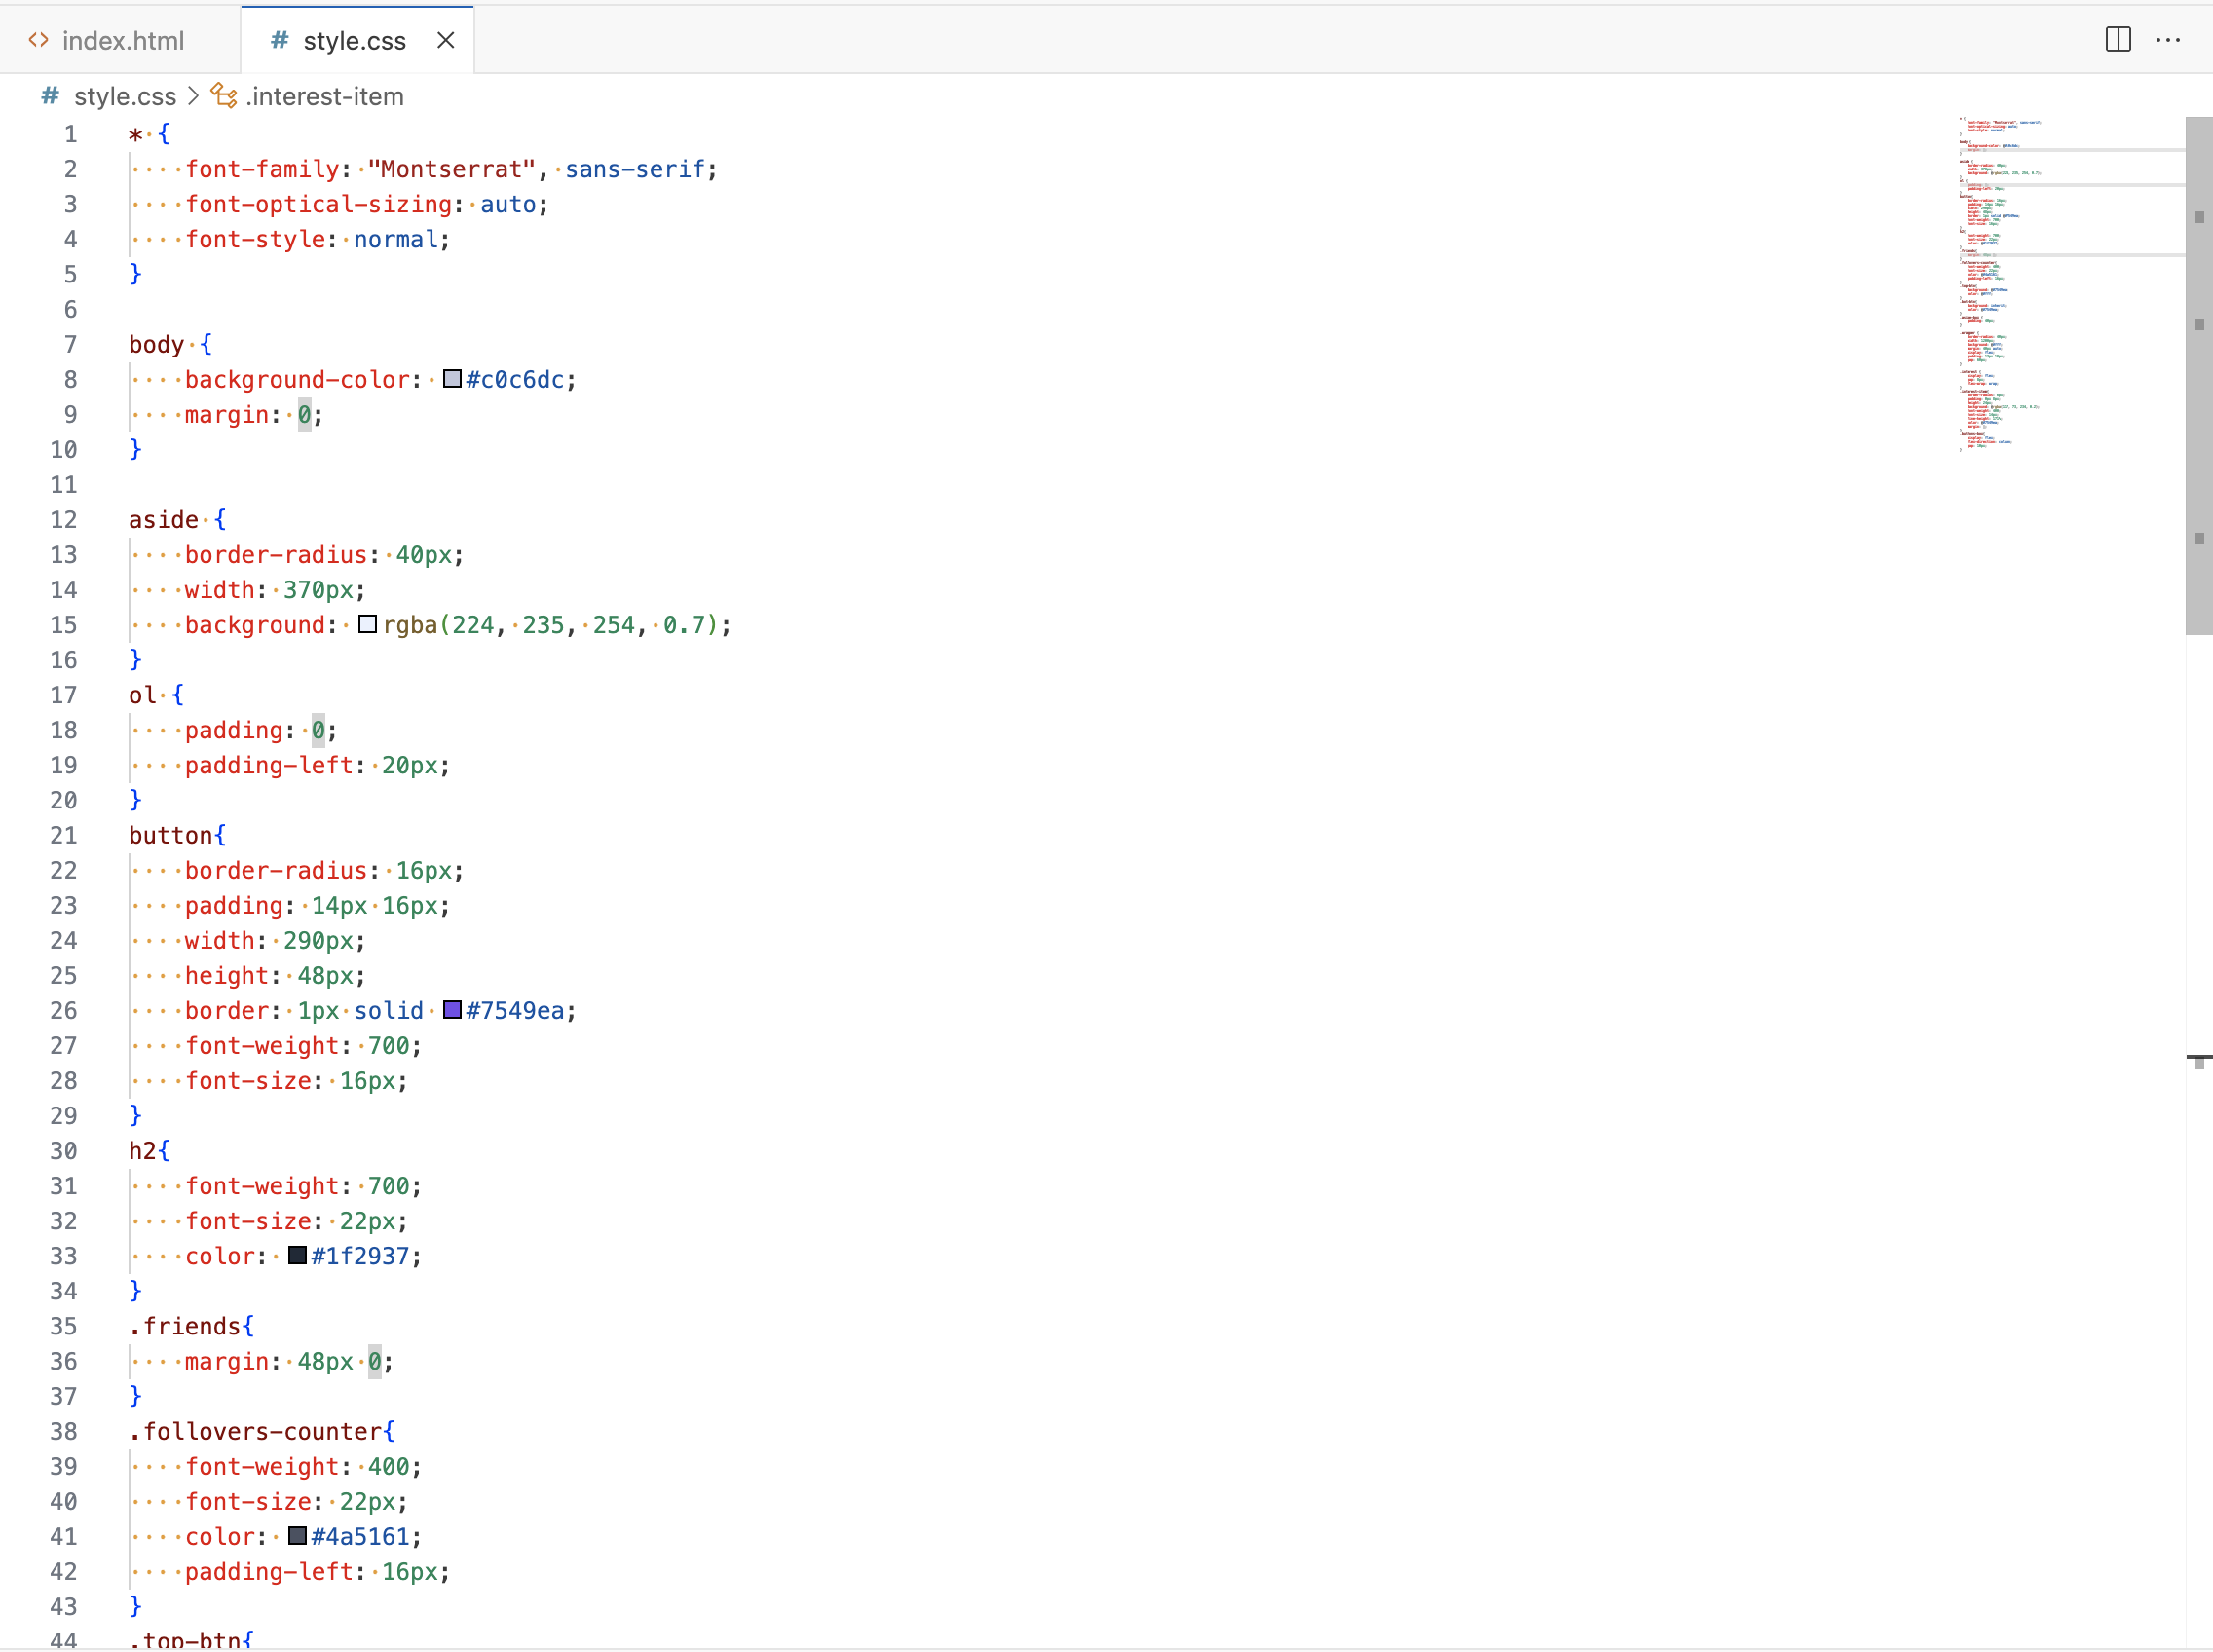 index.html
style.css
style.css > .interest-item
1 * {
2     font-family: "Montserrat", sans-serif;
3     font-optical-sizing: auto;
4     font-style: normal;
5 }
6
7 body {
8     background-color: #c0c6dc;
9     margin: 0;
10 }
11
12 aside {
13     border-radius: 40px;
14     width: 370px;
15     background: rgba(224, 235, 254, 0.7);
16 }
17 ol {
18     padding: 0;
19     padding-left: 20px;
20 }
21 button{
22     border-radius: 16px;
23     padding: 14px 16px;
24     width: 290px;
25     height: 48px;
26     border: 1px solid #7549ea;
27     font-weight: 700;
28     font-size: 16px;
29 }
30 h2{
31     font-weight: 700;
32     font-size: 22px;
33     color: #1f2937;
34 }
35 .friends{
36     margin: 48px 0;
37 }
38 .follovers-counter{
39     font-weight: 400;
40     font-size: 22px;
41     color: #4a5161;
42     padding-left: 16px;
43 }
44 .top-btn{